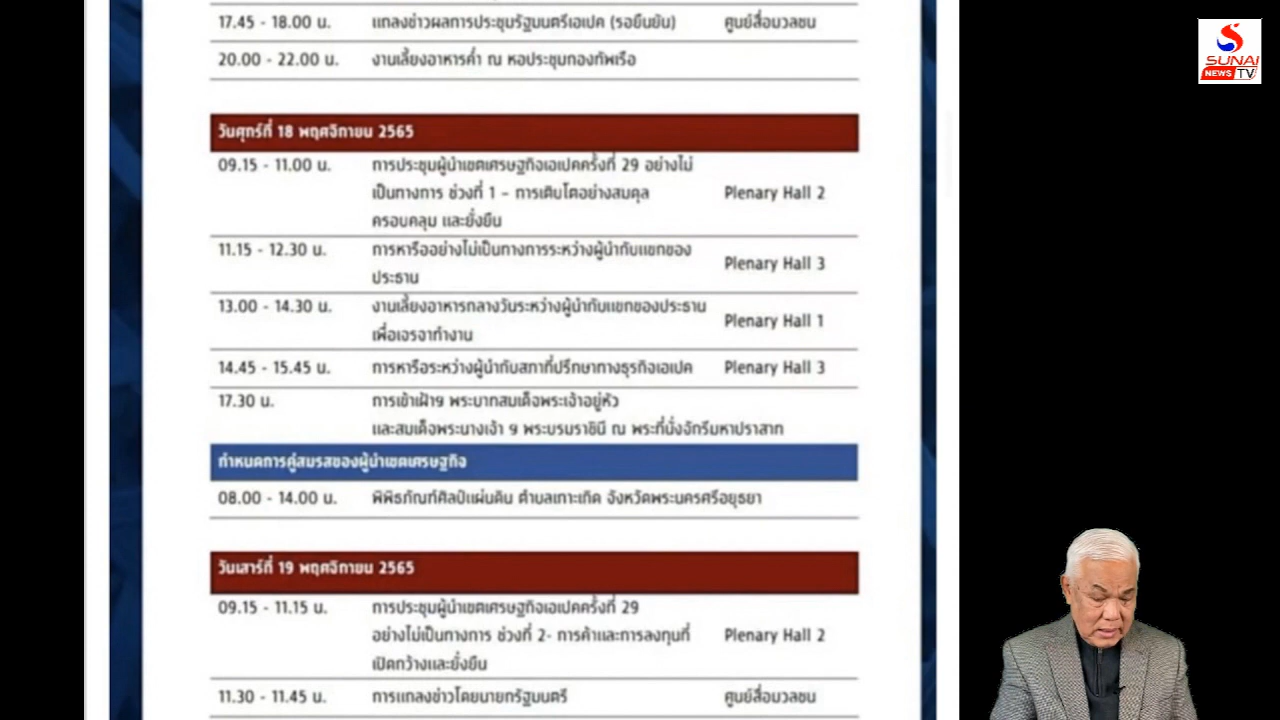 17.45 - 18.00 น. แถลงข่าวผลการประชุมรัฐมนตรีเอเปค (รอยืนยัน) ศูนย์สื่อมวลชน
SUNAI
NEWS TV
20.00 - 22.00 น. งานเลี้ยงอาหารค่ำ ณ หอประชุมกองทัพเรือ
วันศุกร์ที่ 18 พฤศจิกายน 2565
09.15 - 11.00 น. การประชุมผู้นำเขตเศรษฐกิจเอเปคครั้งที่ 29 อย่างไม่
เป็นทางการ ช่วงที่ 1 - การเติบโตอย่างสมดุล Plenary Hall 2
ครอบคลุม และยั่งยืน
11.15 - 12.30 น. การหารืออย่างไม่เป็นทางการระหว่างผู้นำกับแขกของ
ประธาน Plenary Hall 3
13.00 - 14.30 น. งานเลี้ยงอาหารกลางวันระหว่างผู้นำกับแขกของประธาน
เพื่อเจรจาทำงาน Plenary Hall 1
14.45 - 15.45 น. การหารือระหว่างผู้นำกับสภาที่ปรึกษาทางธุรกิจเอเปค Plenary Hall 3
17.30 น. การเข้าเฝ้าฯ พระบาทสมเด็จพระเจ้าอยู่หัว
และสมเด็จพระนางเจ้า ฯ พระบรมราชินี ณ พระที่นั่งจักรีมหาปราสาท
กำหนดการคู่สมรสของผู้นำเขตเศรษฐกิจ
08.00 - 14.00 น. พิพิธภัณฑ์ศิลป์แผ่นดิน ตำบลเกาะเกิด จังหวัดพระนครศรีอยุธยา
วันเสาร์ที่ 19 พฤศจิกายน 2565
09.15 - 11.15 น. การประชุมผู้นำเขตเศรษฐกิจเอเปคครั้งที่ 29
อย่างไม่เป็นทางการ ช่วงที่ 2- การค้าและการลงทุนที่ Plenary Hall 2
เปิดกว้างและยั่งยืน
11.30 - 11.45 น. การแถลงข่าวโดยนายกรัฐมนตรี ศูนย์สื่อมวลชน